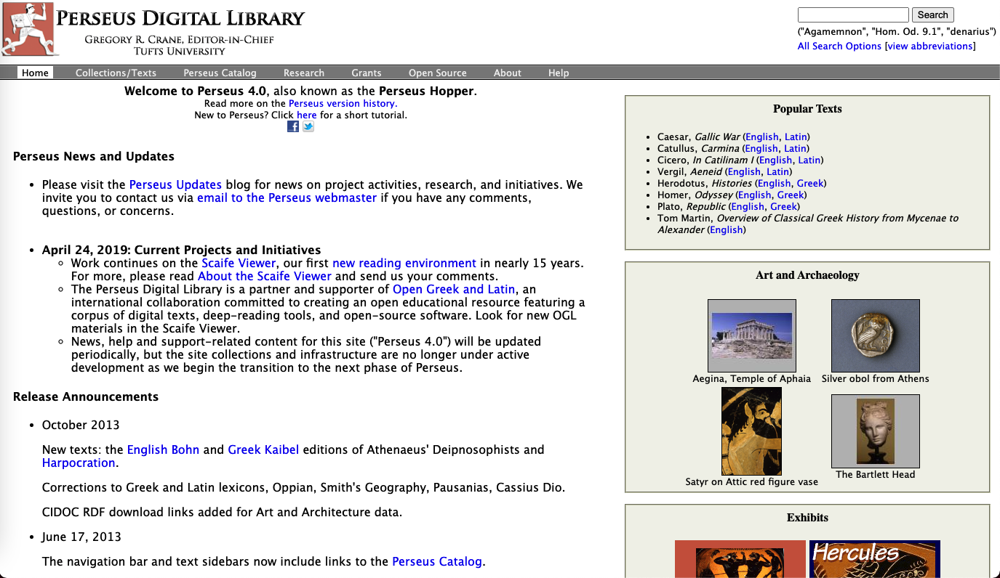 PERSEUS DIGITAL LIBRARY
GREGORY R. CRANE, EDITOR-IN-CHIEF
TUFTS UNIVERSITY
Search
("Agamemnon", "Hom. Od. 9.1", "denarius")
All Search Options [view abbreviations]
Home Collections/Texts Perseus Catalog Research Grants Open Source About Help
Welcome to Perseus 4.0, also known as the Perseus Hopper.
Read more on the Perseus version history.
New to Perseus? Click here for a short tutorial.
Perseus News and Updates
Please visit the Perseus Updates blog for news on project activities, research, and initiatives. We
invite you to contact us via email to the Perseus webmaster if you have any comments,
questions, or concerns.
April 24, 2019: Current Projects and Initiatives
Work continues on the Scaife Viewer, our first new reading environment in nearly 15 years.
For more, please read About the Scaife Viewer and send us your comments.
The Perseus Digital Library is a partner and supporter of Open Greek and Latin, an
international collaboration committed to creating an open educational resource featuring a
corpus of digital texts, deep-reading tools, and open-source software. Look for new OGL
materials in the Scaife Viewer.
News, help and support-related content for this site ("Perseus 4.0") will be updated
periodically, but the site collections and infrastructure are no longer under active
development as we begin the transition to the next phase of Perseus.
Release Announcements
October 2013
New texts: the English Bohn and Greek Kaibel editions of Athenaeus' Deipnosophists and
Harpocration.
Corrections to Greek and Latin lexicons, Oppian, Smith's Geography, Pausanias, Cassius Dio.
CIDOC RDF download links added for Art and Architecture data.
June 17, 2013
The navigation bar and text sidebars now include links to the Perseus Catalog.
Popular Texts
Caesar, Gallic War (English, Latin)
Catullus, Carmina (English, Latin)
Cicero, In Catilinam I (English, Latin)
Vergil, Aeneid (English, Latin)
Herodotus, Histories (English, Greek)
Homer, Odyssey (English, Greek)
Plato, Republic (English, Greek)
Tom Martin, Overview of Classical Greek History from Mycenae to
Alexander (English)
Art and Archaeology
Aegina, Temple of Aphaia
Silver obol from Athens
Satyr on Attic red figure vase
The Bartlett Head
Exhibits
Hercules